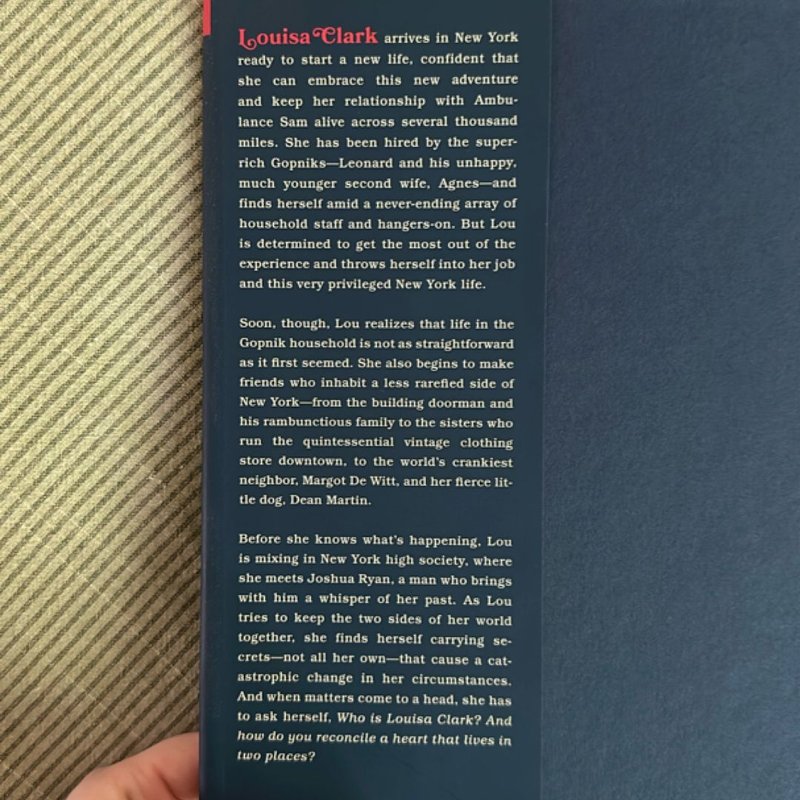 Louisa Clark arrives in New York
ready to start a new life, confident that
she can embrace this new adventure
and keep her relationship with Ambu-
lance Sam alive across several thousand
miles. She has been hired by the super-
rich Gopniks—Leonard and his unhappy,
much younger second wife, Agnes—and
finds herself amid a never-ending array of
household staff and hangers-on. But Lou
is determined to get the most out of the
experience and throws herself into her job
and this very privileged New York life.
Soon, though, Lou realizes that life in the
Gopnik household is not as straightforward
as it first seemed. She also begins to make
friends who inhabit a less rarefied side of
New York—from the building doorman and
his rambunctious family to the sisters who
run the quintessential vintage clothing
store downtown, to the world's crankiest
neighbor, Margot De Witt, and her fierce lit-
tle dog, Dean Martin.
Before she knows what's happening, Lou
is mixing in New York high society, where
she meets Joshua Ryan, a man who brings
with him a whisper of her past. As Lou
tries to keep the two sides of her world
together, she finds herself carrying se-
crets—not all her own—that cause a cat-
astrophic change in her circumstances.
And when matters come to a head, she has
to ask herself, Who is Louisa Clark? And
how do you reconcile a heart that lives in
two places?